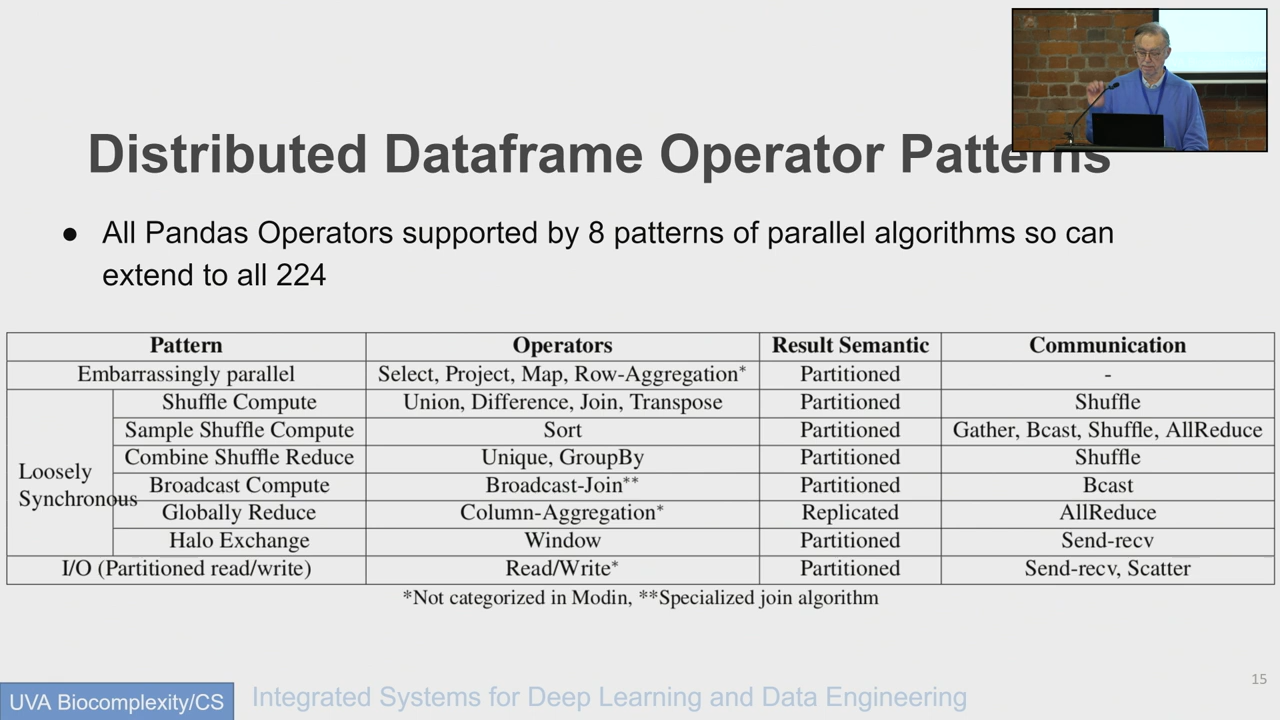 Distributed Dataframe Operator Patterns
● All Pandas Operators supported by 8 patterns of parallel algorithms so can
extend to all 224
Pattern Operators Result Semantic Communication
Embarrassingly parallel Select, Project, Map, Row-Aggregation* Partitioned -
Loosely
Synchronous
Shuffle Compute Union, Difference, Join, Transpose Partitioned Shuffle
Sample Shuffle Compute Sort Partitioned Gather, Bcast, Shuffle, AllReduce
Combine Shuffle Reduce Unique, GroupBy Partitioned Shuffle
Broadcast Compute Broadcast-Join** Partitioned Bcast
Globally Reduce Column-Aggregation* Replicated AllReduce
Halo Exchange Window Partitioned Send-recv
I/O (Partitioned read/write) Read/Write* Partitioned Send-recv, Scatter
*Not categorized in Modin, **Specialized join algorithm
15
UVA Biocomplexity/CS Integrated Systems for Deep Learning and Data Engineering